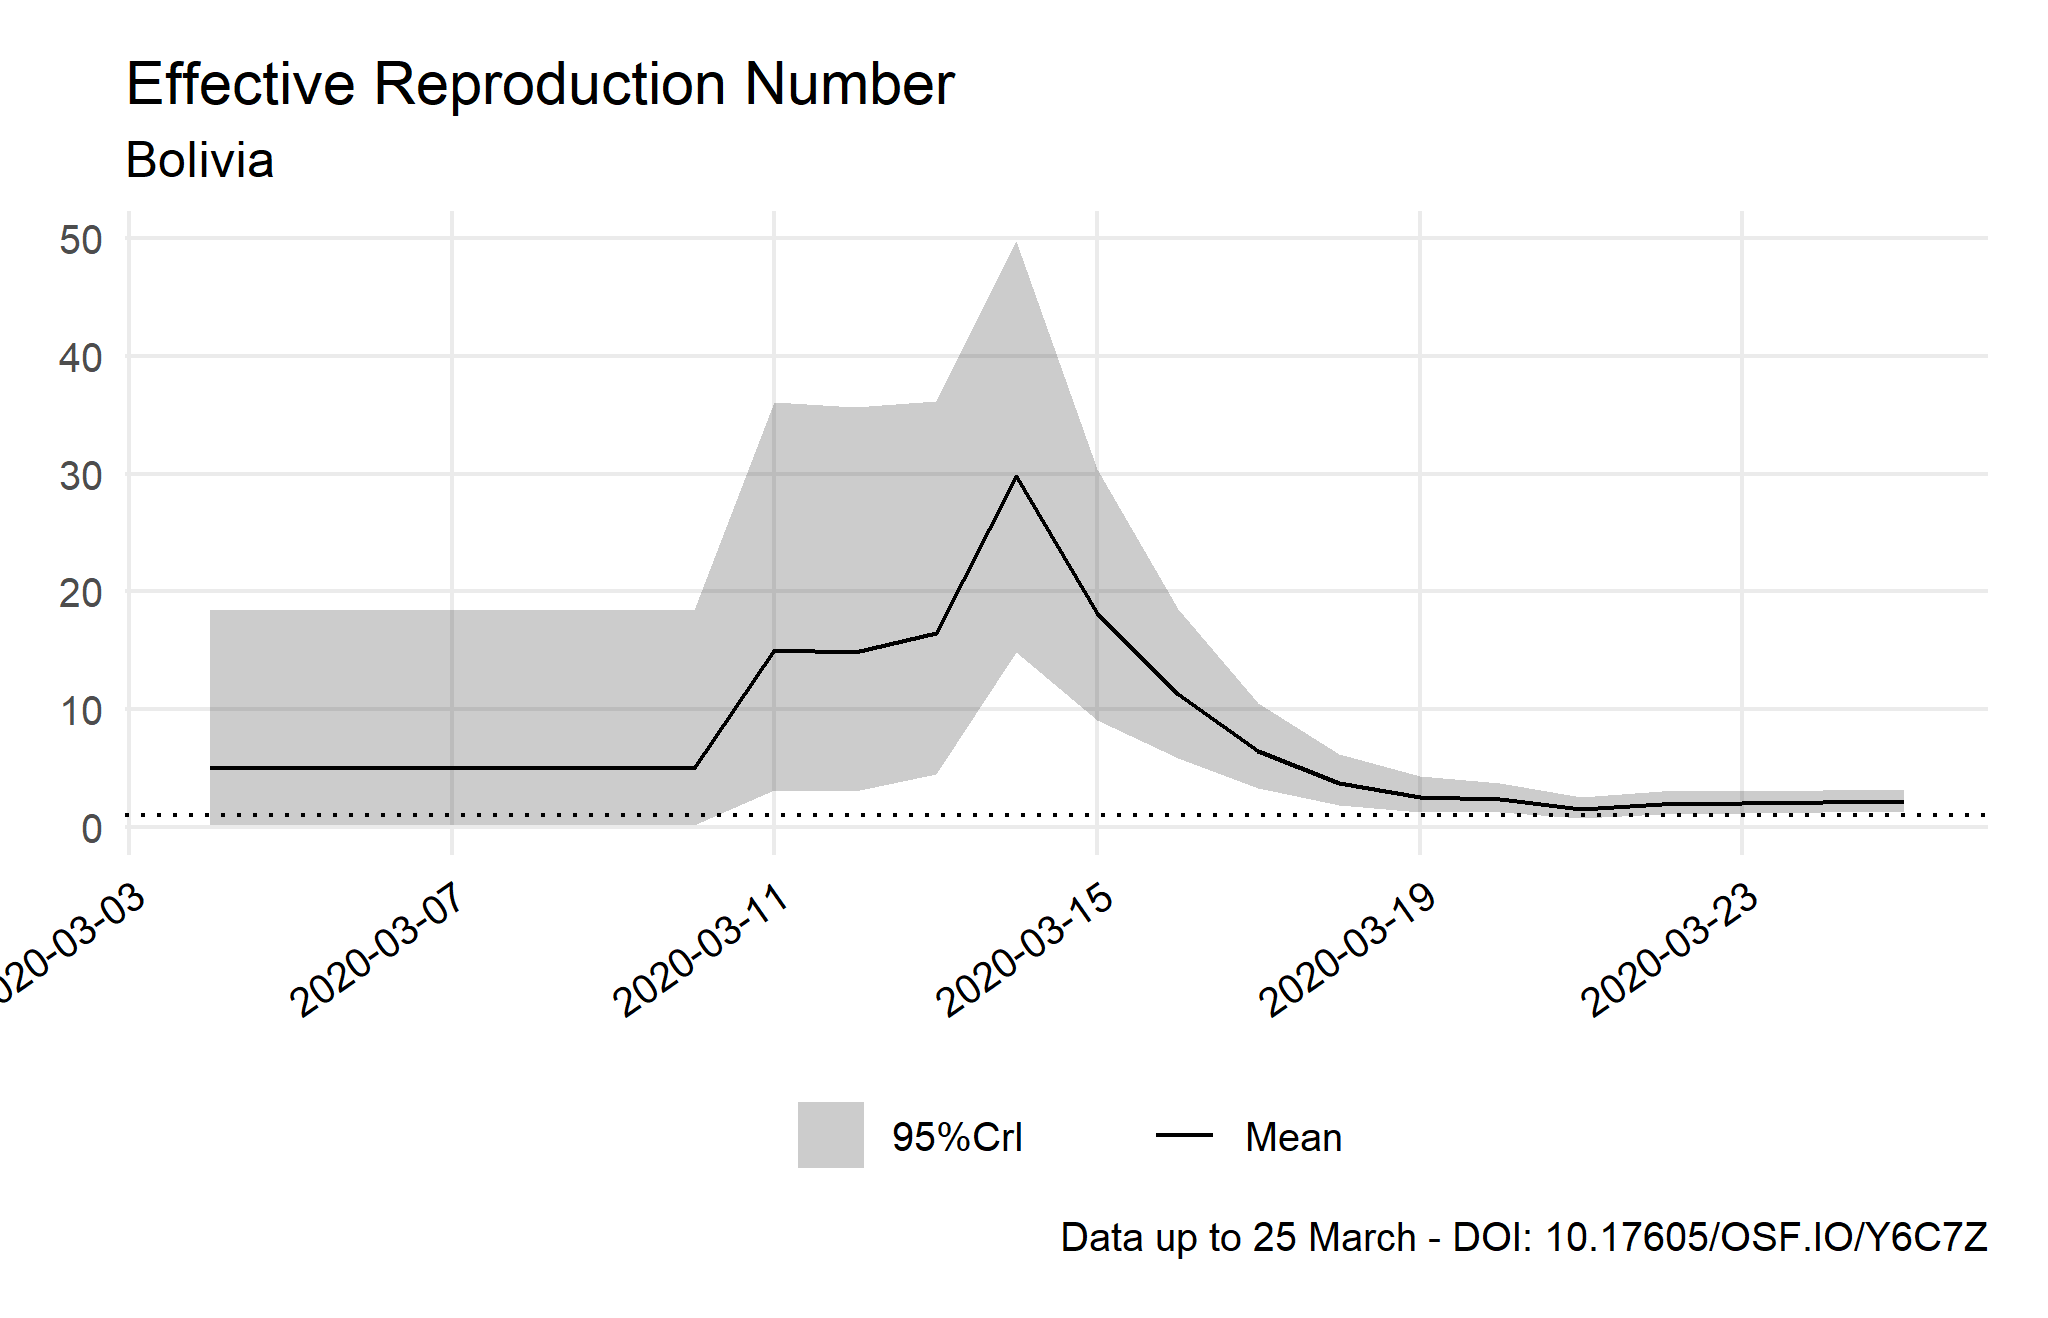 Effective Reproduction Number
Bolivia
50
40
30
20
10
0
020-03-03
2020-03-07
2020-03-11
2020-03-15
2020-03-19
2020-03-23
95%CrI
Mean
Data up to 25 March - DOI: 10.17605/OSF.IO/Y6C7Z